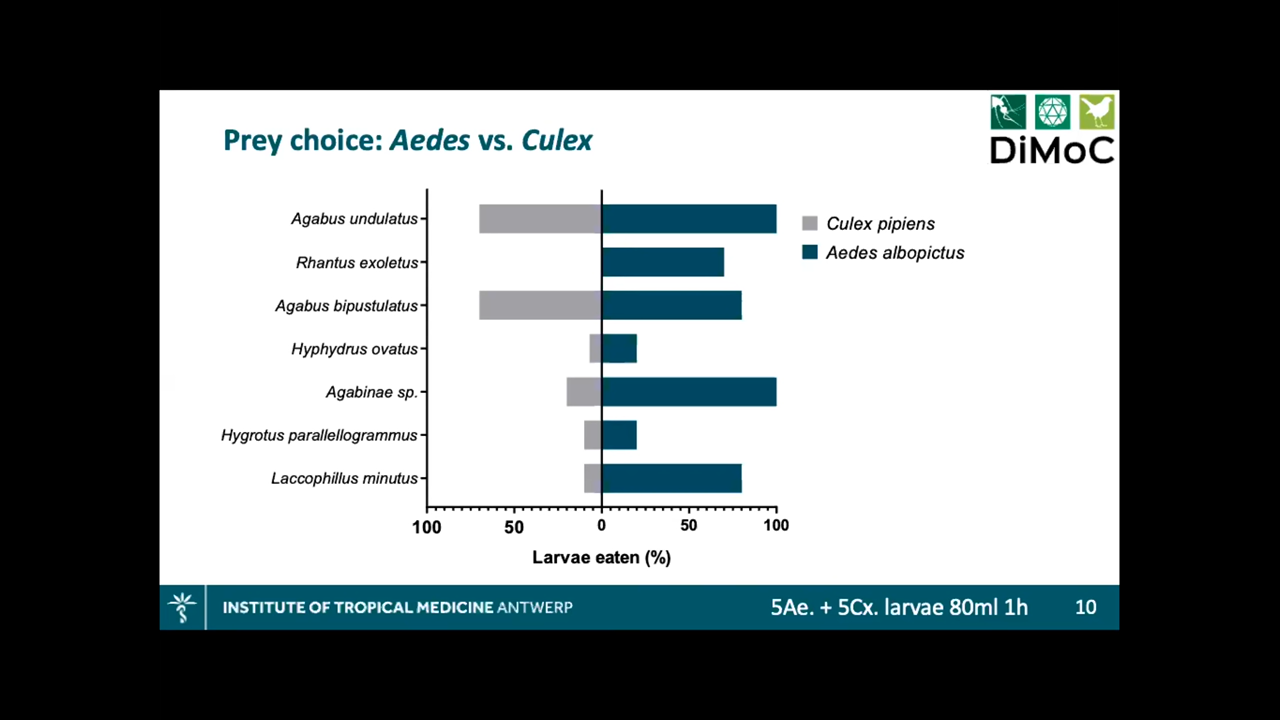 Prey choice: Aedes vs. Culex
DiMoC
Agabus undulatus
Rhantus exoletus
Agabus bipustulatus
Hyphydrus ovatus
Agabinae sp.
Hygrotus parallellogrammus
Laccophillus minutus
Culex pipiens
Aedes albopictus
100 50 0 50 100
Larvae eaten (%)
INSTITUTE OF TROPICAL MEDICINE ANTWERP
5Ae. + 5Cx. larvae 80ml 1h
10